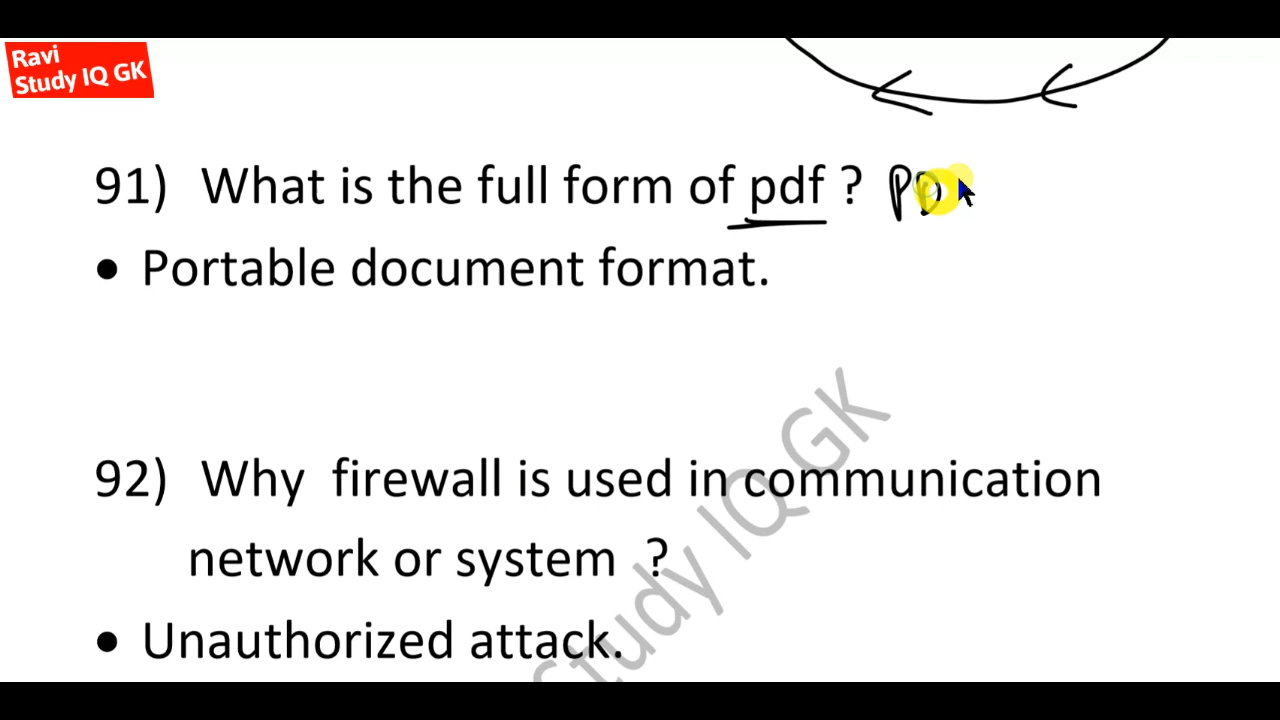 Ravi
Study IQ GK
91) What is the full form of pdf ? PD
• Portable document format.
92) Why firewall is used in communication
network or system ?
• Unauthorized attack.
Study IQ GK